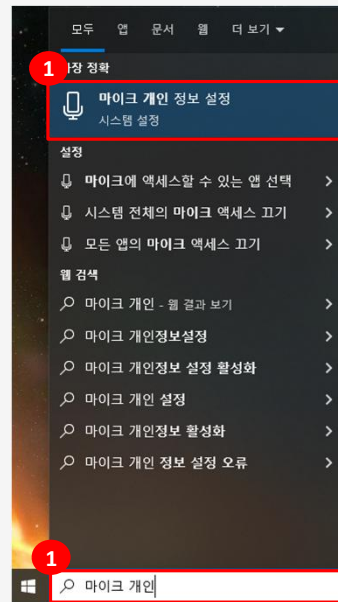 모두 앱 문서 웹 더 보기
1
가장 정확
마이크 개인 정보 설정
시스템 설정
설정
마이크에 액세스할 수 있는 앱 선택
시스템 전체의 마이크 액세스 끄기
모든 앱의 마이크 액세스 끄기
웹 검색
마이크 개인 - 웹 결과 보기
마이크 개인정보설정
마이크 개인정보 설정 활성화
마이크 개인 설정
마이크 개인정보 활성화
마이크 개인 정보 설정 오류
1
마이크 개인